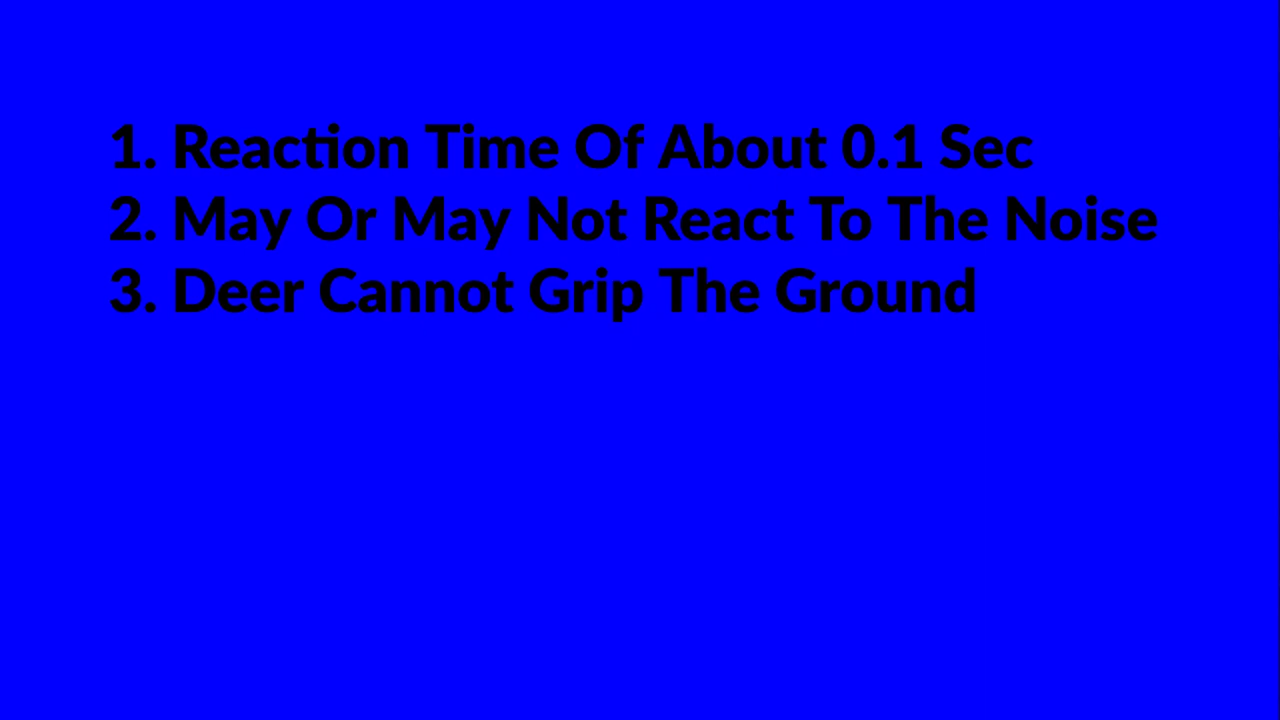 1. Reaction Time Of About 0.1 Sec
2. May Or May Not React To The Noise
3. Deer Cannot Grip The Ground